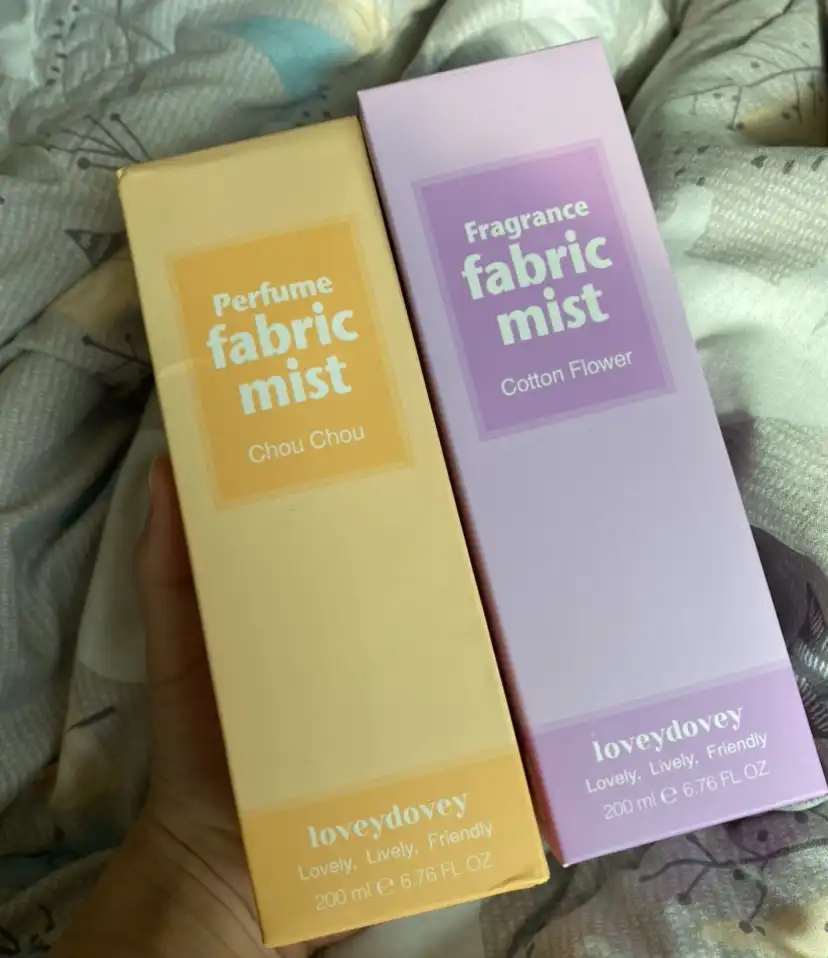 Perfume
fabric
mist
Chou Chou
loveydovey
Lovely, Lively, Friendly
200 ml ℮ 6.76 FL OZ
Fragrance
fabric
mist
Cotton Flower
loveydovey
Lovely, Lively, Friendly
200 ml ℮ 6.76 FL OZ